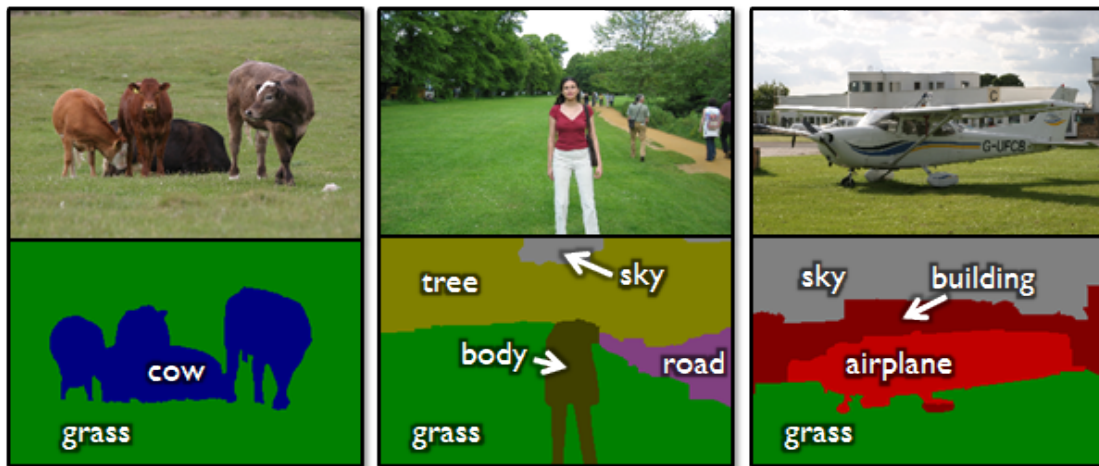 G-UFCB
cow
grass
tree
sky
body
road
grass
sky
building
airplane
grass